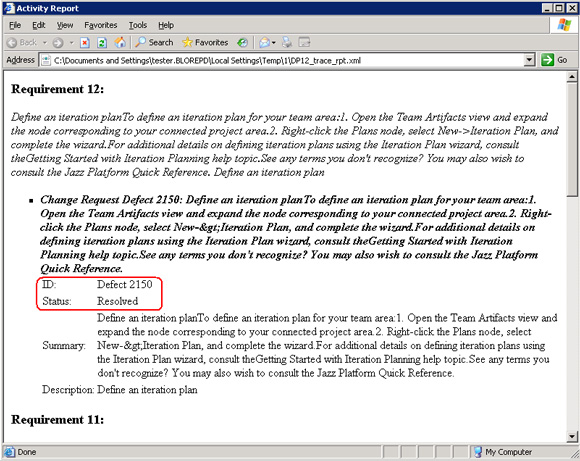 Activity Report
File Edit View Favorites Tools Help
Back Search Favorites
Address C:\Documents and Settings\tester.BLOREPD\Local Settings\Temp\1\DP12_trace_rpt.xml Go
Requirement 12:
Define an iteration planTo define an iteration plan for your team area:1. Open the Team Artifacts view and expand
the node corresponding to your connected project area.2. Right-click the Plans node, select New->Iteration Plan, and
complete the wizard.For additional details on defining iteration plans using the Iteration Plan wizard, consult
theGetting Started with Iteration Planning help topic.See any terms you don't recognize? You may also wish to
consult the Jazz Platform Quick Reference. Define an iteration plan
Change Request Defect 2150: Define an iteration planTo define an iteration plan for your team area:1.
Open the Team Artifacts view and expand the node corresponding to your connected project area.2. Right-
click the Plans node, select New-&gt;Iteration Plan, and complete the wizard.For additional details on
defining iteration plans using the Iteration Plan wizard, consult theGetting Started with Iteration
Planning help topic.See any terms you don't recognize? You may also wish to consult the Jazz Platform
Quick Reference.
ID: Defect 2150
Status: Resolved
Define an iteration planTo define an iteration plan for your team area:1. Open the Team Artifacts view and
expand the node corresponding to your connected project area.2. Right-click the Plans node, select
Summary: New-&gt;Iteration Plan, and complete the wizard.For additional details on defining iteration plans using
the Iteration Plan wizard, consult theGetting Started with Iteration Planning help topic.See any terms you
don't recognize? You may also wish to consult the Jazz Platform Quick Reference.
Description: Define an iteration plan
Requirement 11:
Done My Computer